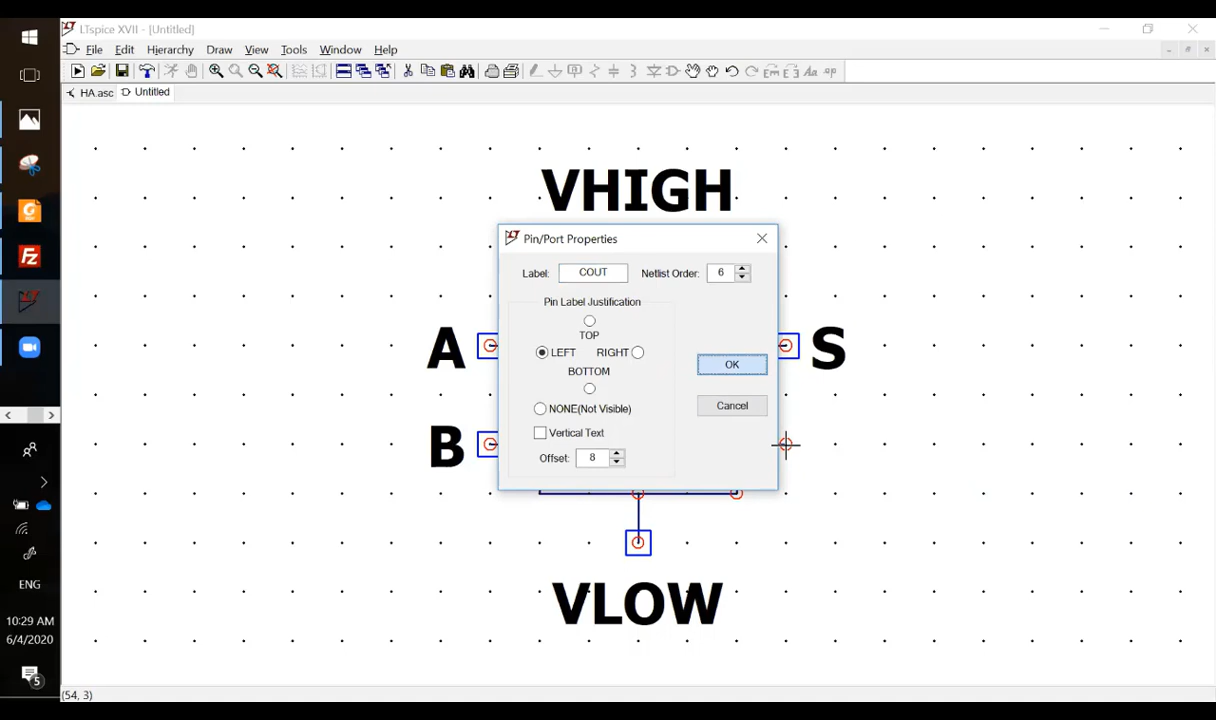 LTspice XVII - [Untitled]
File Edit Hierarchy Draw View Tools Window Help
HA.asc Untitled
VHIGH
Pin/Port Properties
Label: COUT Netlist Order: 6
Pin Label Justification
TOP
LEFT RIGHT
BOTTOM
NONE(Not Visible)
Vertical Text
Offset: 8
OK
Cancel
A
S
B
VLOW
ENG
10:29 AM
6/4/2020
5
(54, 3)